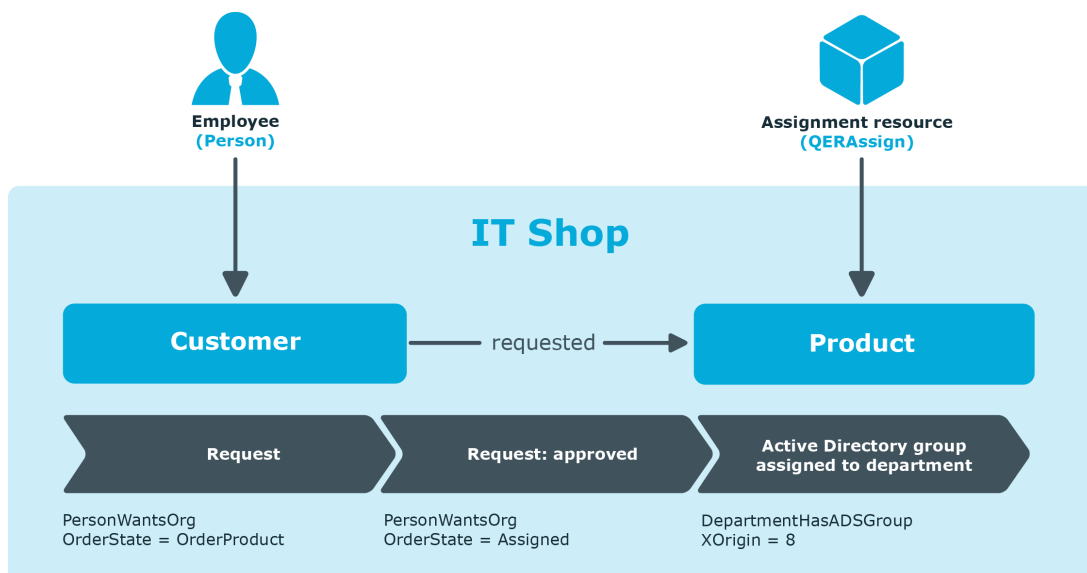 Employee
(Person)
Assignment resource
(QERAssign)
IT Shop
Customer
requested
Product
Request
Request: approved
Active Directory group
assigned to department
PersonWantsOrg
OrderState = OrderProduct
PersonWantsOrg
OrderState = Assigned
DepartmentHasADSGroup
XOrigin = 8